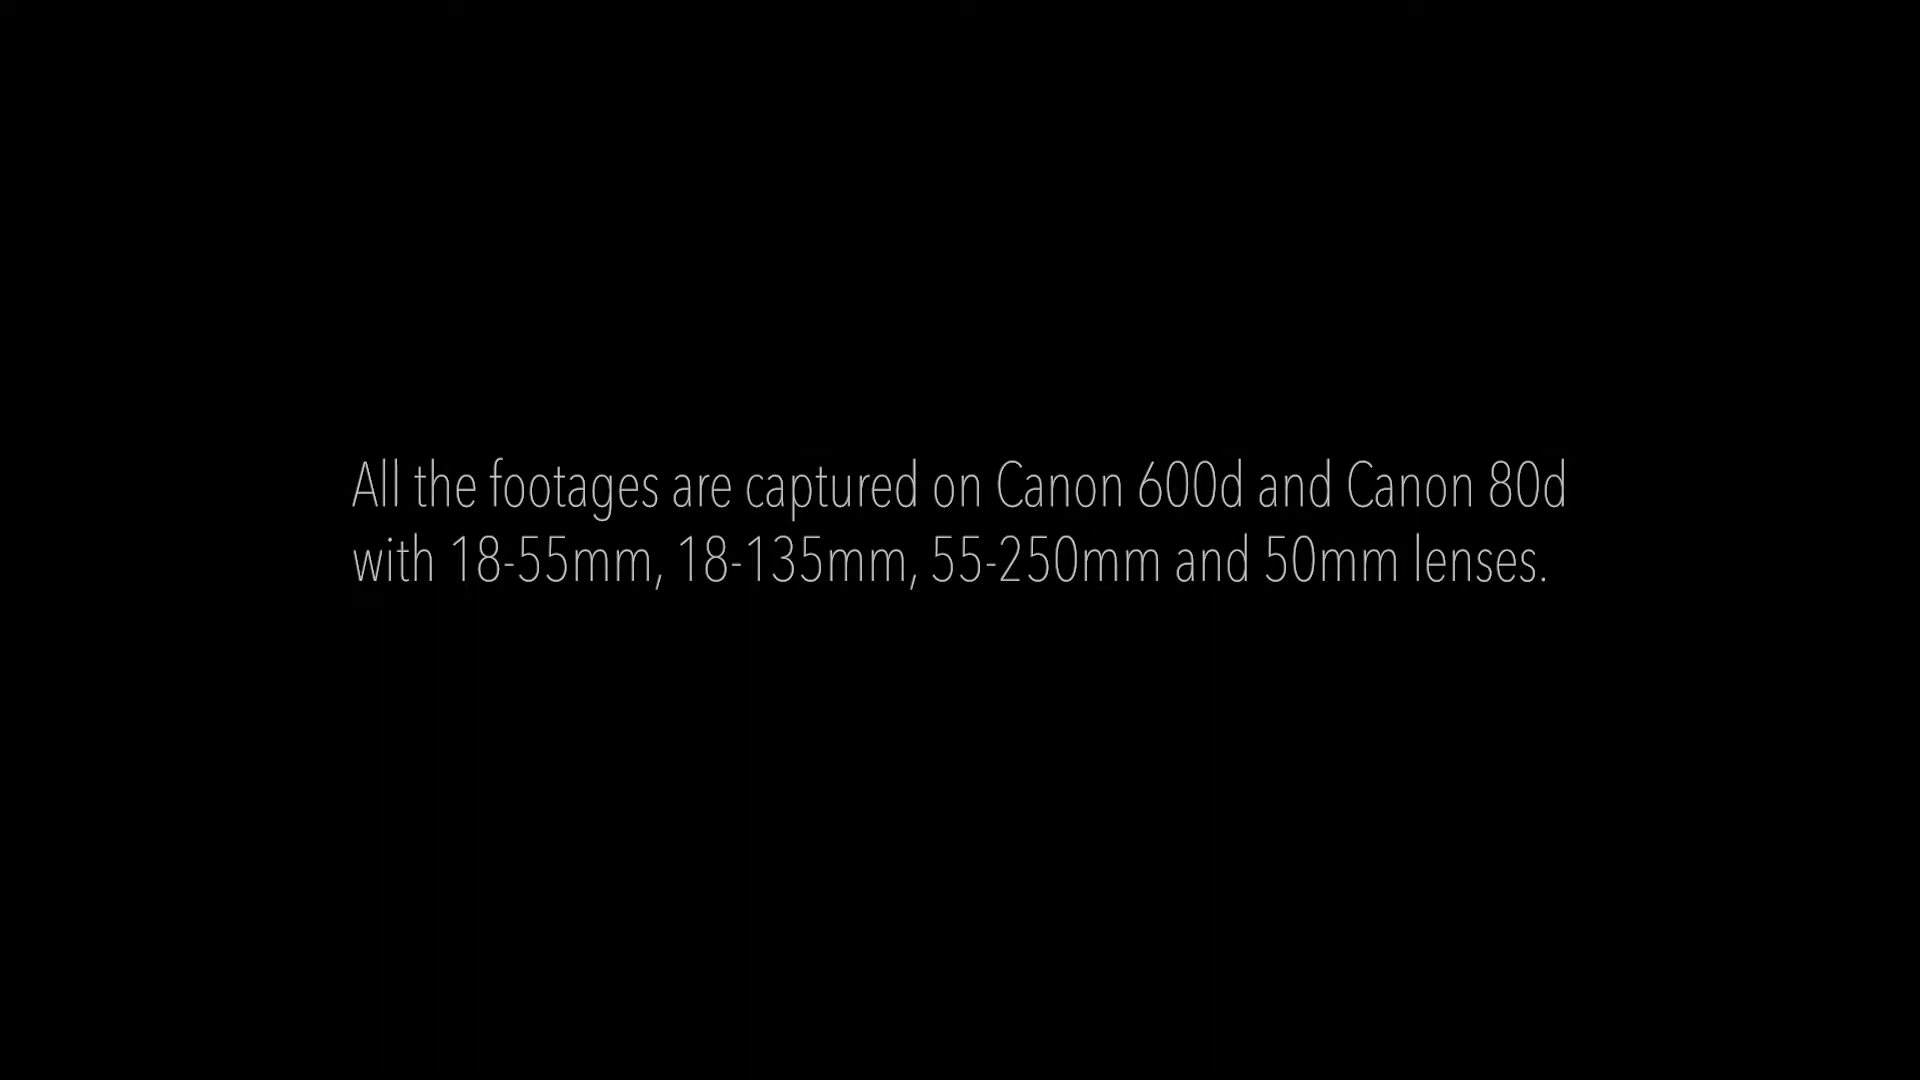 All the footages are captured on Canon 600d and Canon 80d
with 18-55mm, 18-135mm, 55-250mm and 50mm lenses.